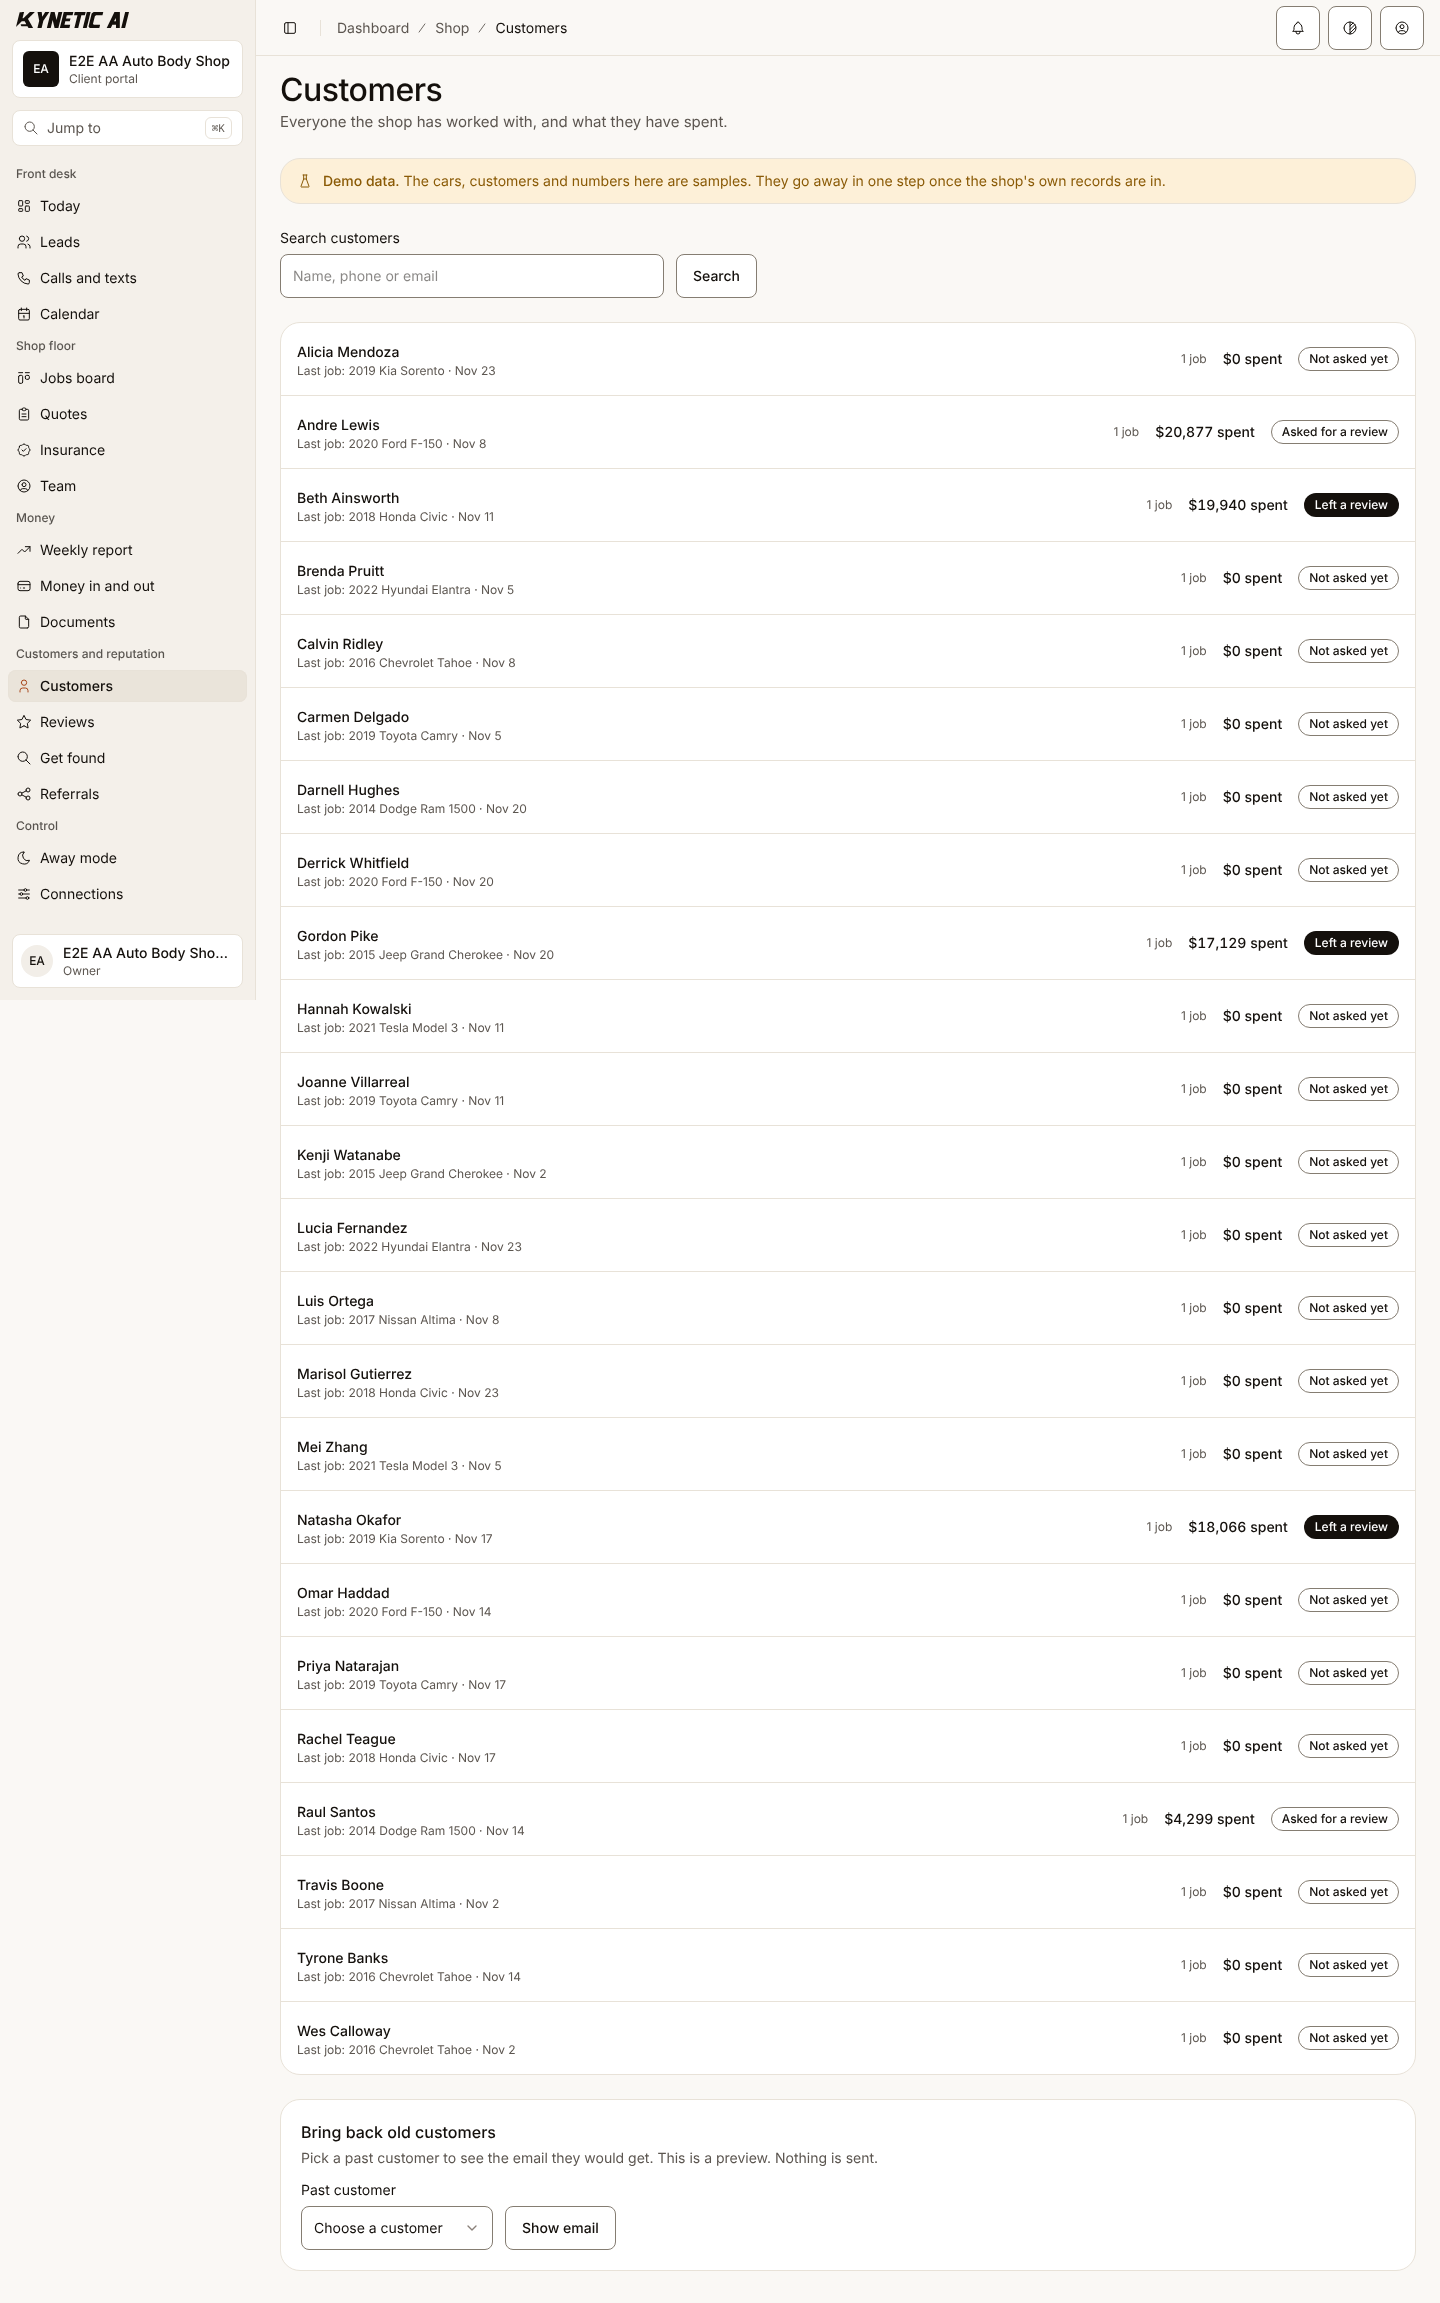 KYNETIC AI
EA
E2E AA Auto Body Shop
Client portal
Jump to
⌘K
Front desk
Today
Leads
Calls and texts
Calendar
Shop floor
Jobs board
Quotes
Insurance
Team
Money
Weekly report
Money in and out
Documents
Customers and reputation
Customers
Reviews
Get found
Referrals
Control
Away mode
Connections
EA
E2E AA Auto Body Sho...
Owner
Dashboard / Shop / Customers
Customers
Everyone the shop has worked with, and what they have spent.
Demo data. The cars, customers and numbers here are samples. They go away in one step once the shop's own records are in.
Search customers
Name, phone or email
Search
Alicia Mendoza
Last job: 2019 Kia Sorento · Nov 23
1 job $0 spent Not asked yet
Andre Lewis
Last job: 2020 Ford F-150 · Nov 8
1 job $20,877 spent Asked for a review
Beth Ainsworth
Last job: 2018 Honda Civic · Nov 11
1 job $19,940 spent Left a review
Brenda Pruitt
Last job: 2022 Hyundai Elantra · Nov 5
1 job $0 spent Not asked yet
Calvin Ridley
Last job: 2016 Chevrolet Tahoe · Nov 8
1 job $0 spent Not asked yet
Carmen Delgado
Last job: 2019 Toyota Camry · Nov 5
1 job $0 spent Not asked yet
Darnell Hughes
Last job: 2014 Dodge Ram 1500 · Nov 20
1 job $0 spent Not asked yet
Derrick Whitfield
Last job: 2020 Ford F-150 · Nov 20
1 job $0 spent Not asked yet
Gordon Pike
Last job: 2015 Jeep Grand Cherokee · Nov 20
1 job $17,129 spent Left a review
Hannah Kowalski
Last job: 2021 Tesla Model 3 · Nov 11
1 job $0 spent Not asked yet
Joanne Villarreal
Last job: 2019 Toyota Camry · Nov 11
1 job $0 spent Not asked yet
Kenji Watanabe
Last job: 2015 Jeep Grand Cherokee · Nov 2
1 job $0 spent Not asked yet
Lucia Fernandez
Last job: 2022 Hyundai Elantra · Nov 23
1 job $0 spent Not asked yet
Luis Ortega
Last job: 2017 Nissan Altima · Nov 8
1 job $0 spent Not asked yet
Marisol Gutierrez
Last job: 2018 Honda Civic · Nov 23
1 job $0 spent Not asked yet
Mei Zhang
Last job: 2021 Tesla Model 3 · Nov 5
1 job $0 spent Not asked yet
Natasha Okafor
Last job: 2019 Kia Sorento · Nov 17
1 job $18,066 spent Left a review
Omar Haddad
Last job: 2020 Ford F-150 · Nov 14
1 job $0 spent Not asked yet
Priya Natarajan
Last job: 2019 Toyota Camry · Nov 17
1 job $0 spent Not asked yet
Rachel Teague
Last job: 2018 Honda Civic · Nov 17
1 job $0 spent Not asked yet
Raul Santos
Last job: 2014 Dodge Ram 1500 · Nov 14
1 job $4,299 spent Asked for a review
Travis Boone
Last job: 2017 Nissan Altima · Nov 2
1 job $0 spent Not asked yet
Tyrone Banks
Last job: 2016 Chevrolet Tahoe · Nov 14
1 job $0 spent Not asked yet
Wes Calloway
Last job: 2016 Chevrolet Tahoe · Nov 2
1 job $0 spent Not asked yet
Bring back old customers
Pick a past customer to see the email they would get. This is a preview. Nothing is sent.
Past customer
Choose a customer
Show email